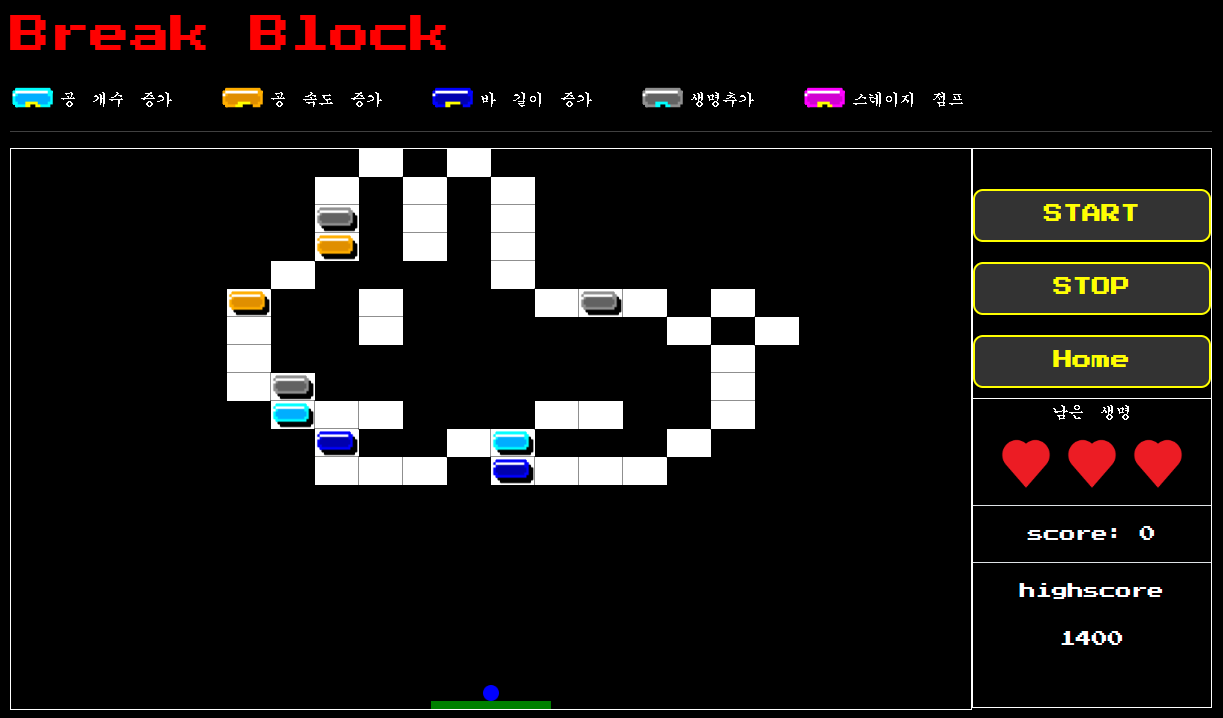 Break Block
공 개수 증가 공 속도 증가 바 길이 증가 생명추가 스테이지 점프
START
STOP
Home
남은 생명
score: 0
highscore
1400